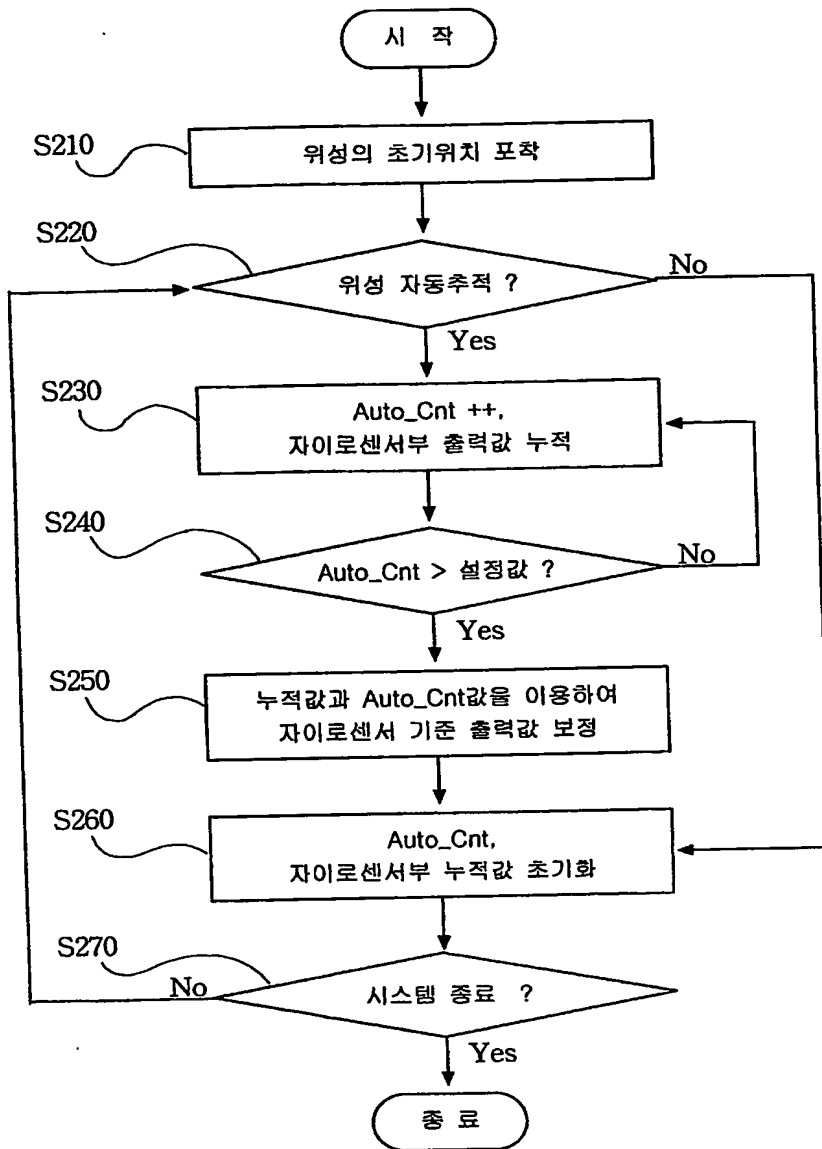 시 작
S210
위성의 초기위치 포착
S220
위성 자동추적 ?
No
Yes
S230
Auto_Cnt ++,
자이로센서부 출력값 누적
S240
Auto_Cnt > 설정값 ?
No
Yes
S250
누적값과 Auto_Cnt값을 이용하여
자이로센서 기준 출력값 보정
S260
Auto_Cnt,
자이로센서부 누적값 초기화
S270
No
시스템 종료 ?
Yes
종 료